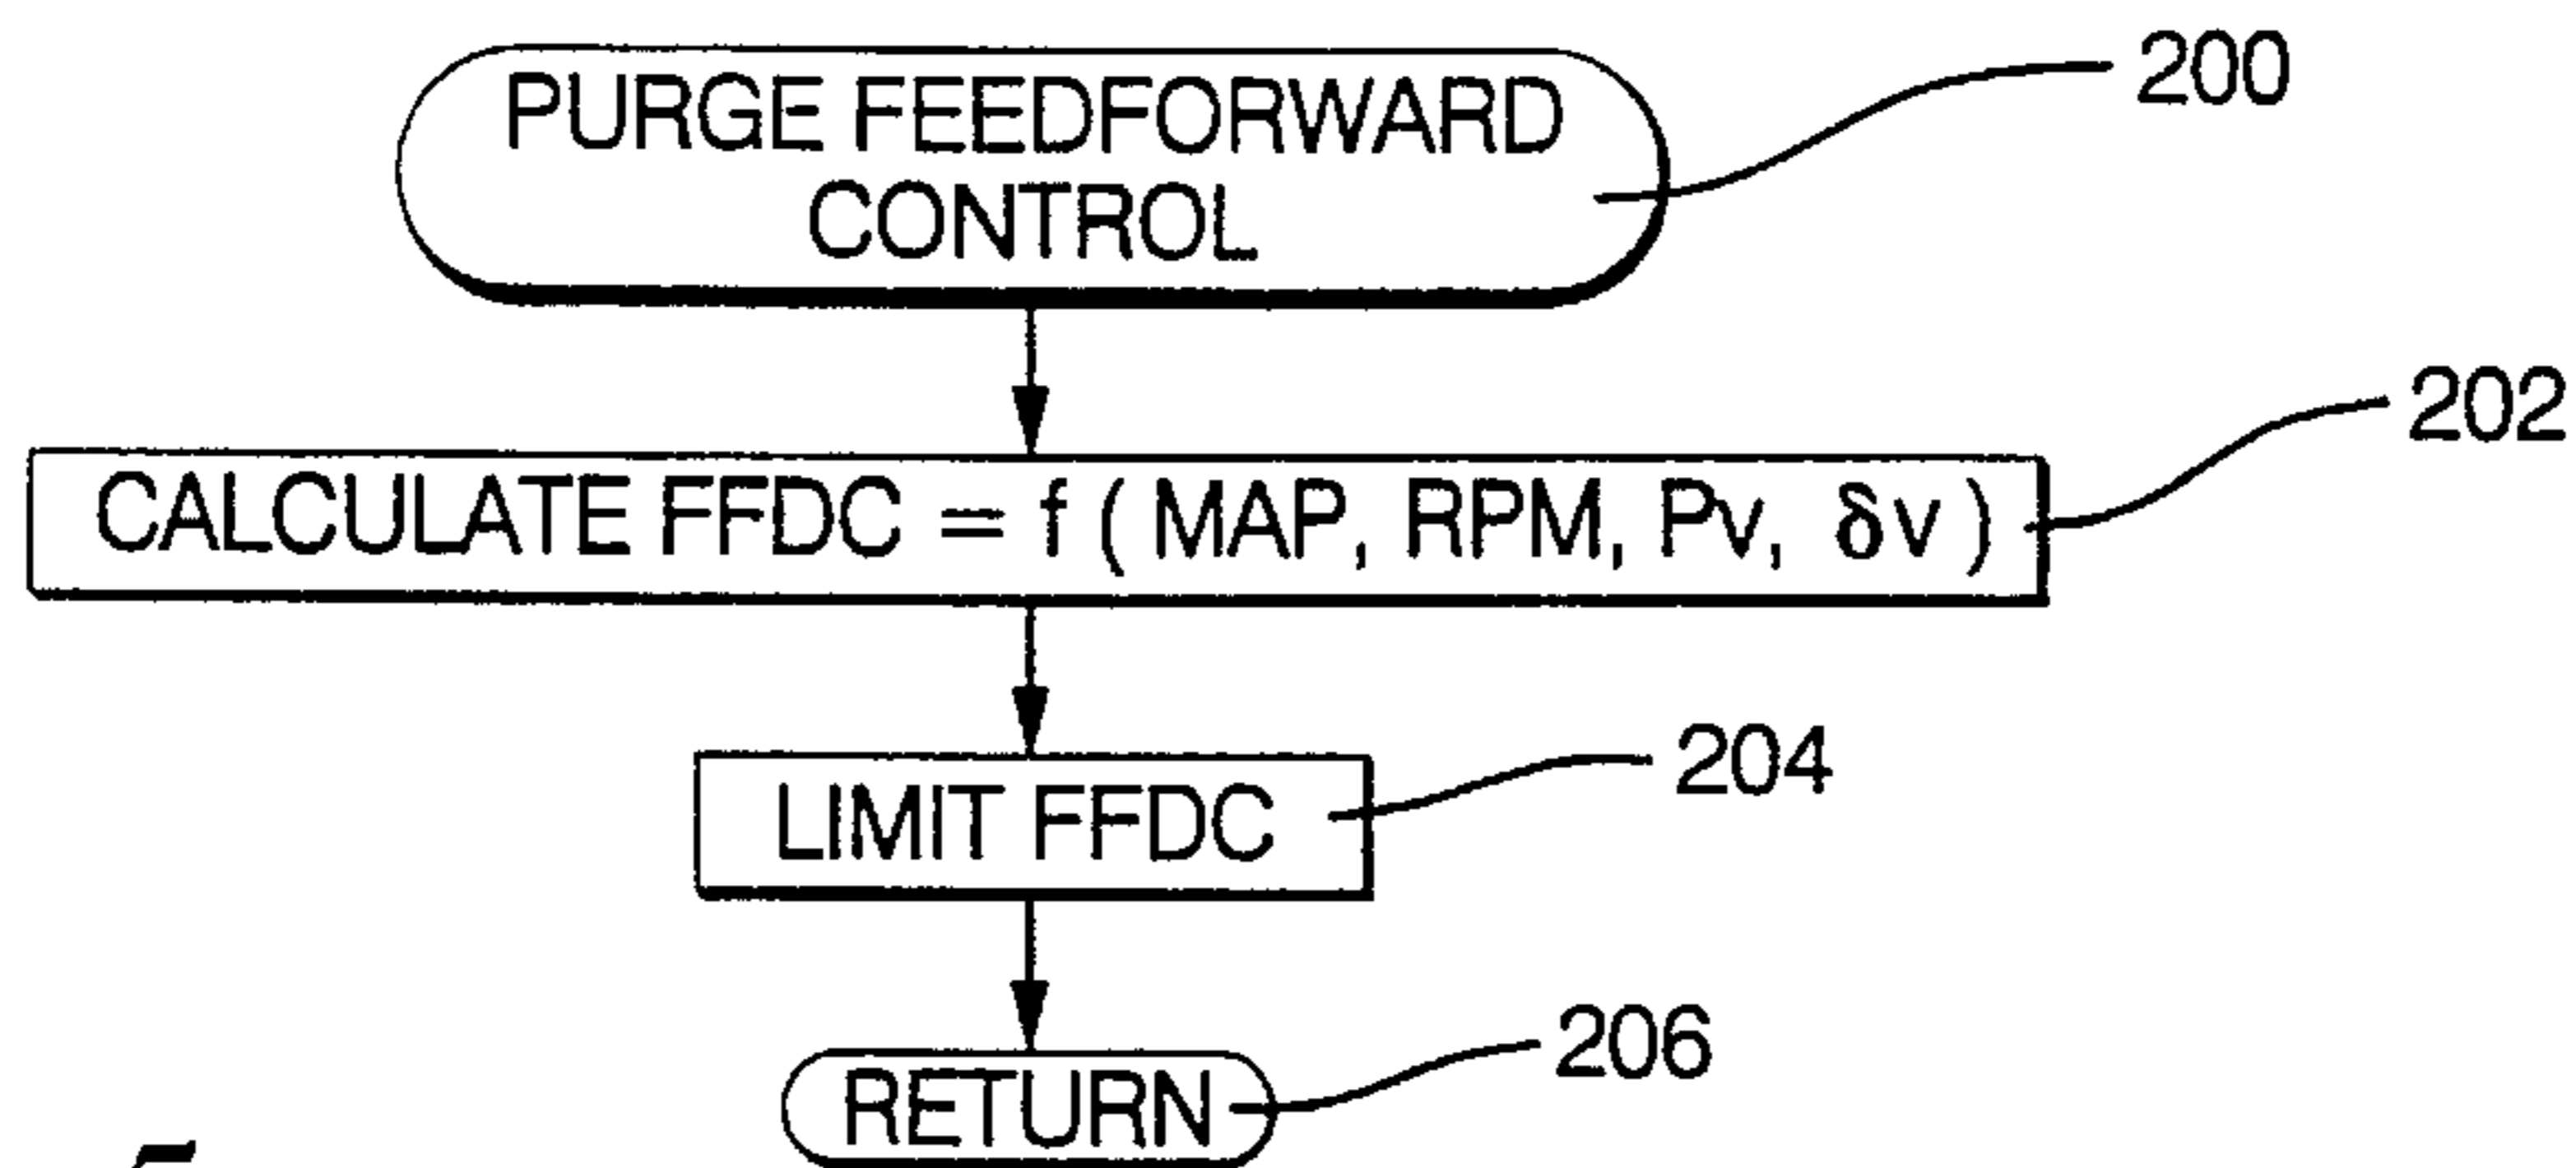 PURGE FEEDFORWARD
CONTROL
200
CALCULATE FFDC = f ( MAP, RPM, Pv, δv )
202
LIMIT FFDC
204
RETURN
206